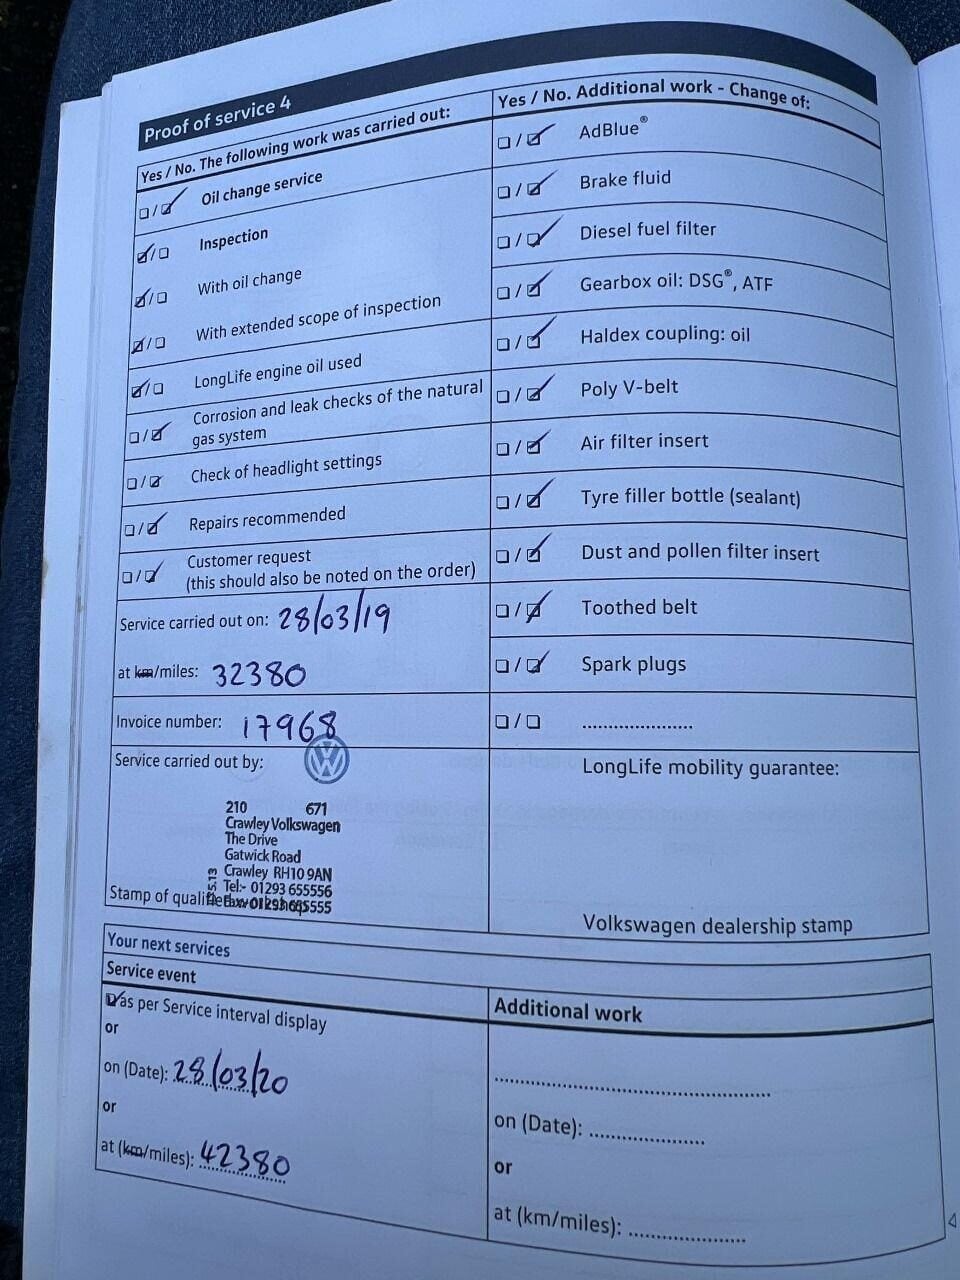 Proof of service 4
Yes / No. The following work was carried out:
☐ / ☑ Oil change service
☑ / ☐ Inspection
☑ / ☐ With oil change
☑ / ☐ With extended scope of inspection
☑ / ☐ LongLife engine oil used
☐ / ☑ Corrosion and leak checks of the natural
gas system
☐ / ☑ Check of headlight settings
☐ / ☑ Repairs recommended
☐ / ☑ Customer request
(this should also be noted on the order)
Service carried out on: 28/03/19
at km/miles: 32380
Invoice number: 17968
Service carried out by:
VW
210 671
Crawley Volkswagen
The Drive
Gatwick Road
Crawley RH10 9AN
Tel:- 01293 655556
Fax:- 01293 655555
Stamp of qualified workshop
Yes / No. Additional work - Change of:
☐ / ☑ AdBlue®
☐ / ☑ Brake fluid
☐ / ☑ Diesel fuel filter
☐ / ☑ Gearbox oil: DSG®, ATF
☐ / ☑ Haldex coupling: oil
☐ / ☑ Poly V-belt
☐ / ☑ Air filter insert
☐ / ☑ Tyre filler bottle (sealant)
☐ / ☑ Dust and pollen filter insert
☐ / ☑ Toothed belt
☐ / ☑ Spark plugs
☐ / ☐ ......................
LongLife mobility guarantee:
Volkswagen dealership stamp
Your next services
Service event
☑ as per Service interval display
or
on (Date): 28/03/20
or
at (km/miles): 42380
Additional work
..................................................
on (Date): .....................
or
at (km/miles): .....................